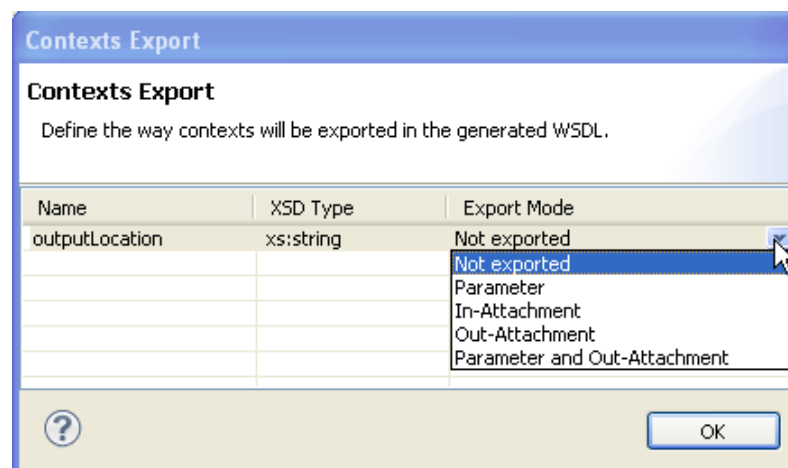 Contexts Export
Contexts Export
Define the way contexts will be exported in the generated WSDL.
Name XSD Type Export Mode
outputLocation xs:string Not exported
Not exported
Parameter
In-Attachment
Out-Attachment
Parameter and Out-Attachment
? OK